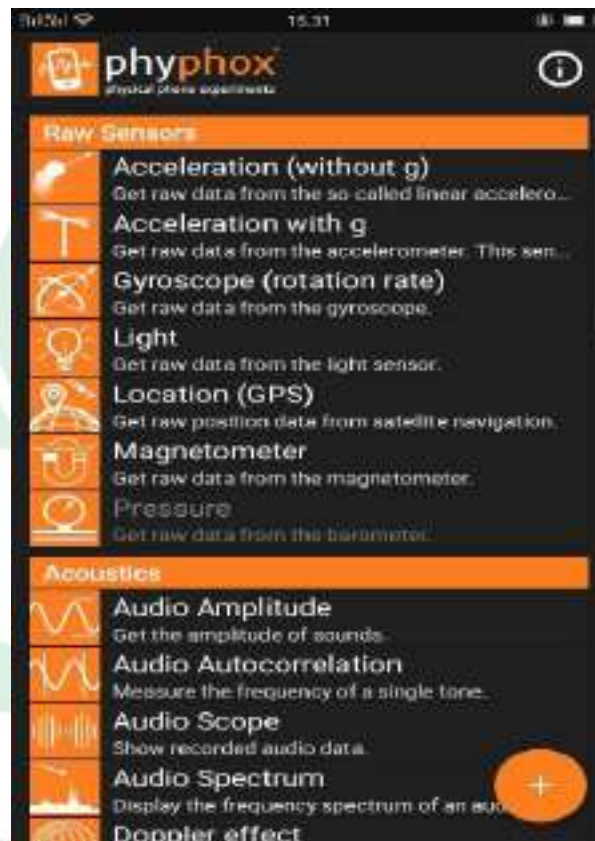 15.31
phyphox
physical phone experiments
Raw Sensors
Acceleration (without g)
Get raw data from the so called linear accelero...
Acceleration with g
Get raw data from the accelerometer. This sen...
Gyroscope (rotation rate)
Get raw data from the gyroscope.
Light
Get raw data from the light sensor.
Location (GPS)
Get raw position data from satellite navigation.
Magnetometer
Get raw data from the magnetometer.
Pressure
Get raw data from the barometer.
Acoustics
Audio Amplitude
Get the amplitude of sounds.
Audio Autocorrelation
Measure the frequency of a single tone.
Audio Scope
Show recorded audio data.
Audio Spectrum
Display the frequency spectrum of an
Doppler effect